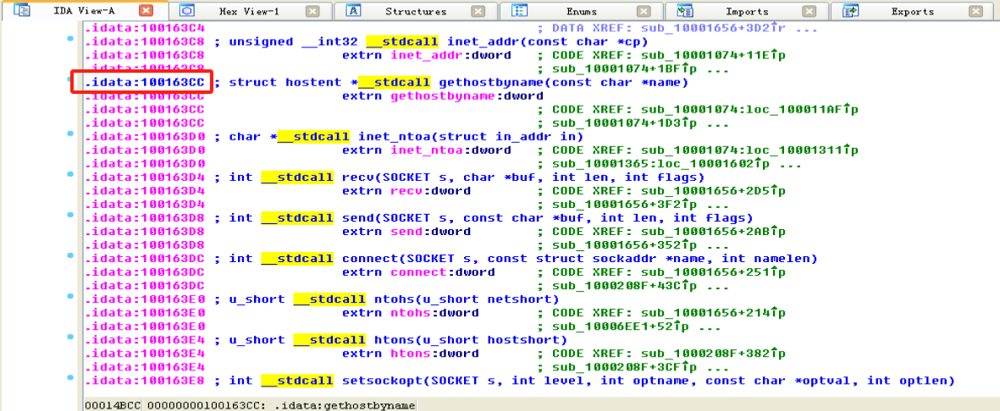 IDA View-A Hex View-1 Structures Enums Imports Exports
.idata:100163C4 ; DATA XREF: sub_10001656+3D2↑r ...
.idata:100163C8 ; unsigned __int32 __stdcall inet_addr(const char *cp)
.idata:100163C8 extrn inet_addr:dword ; CODE XREF: sub_10001074+11E↑p
.idata:100163C8 ; sub_10001074+1BF↑p ...
.idata:100163CC ; struct hostent *__stdcall gethostbyname(const char *name)
.idata:100163CC extrn gethostbyname:dword
.idata:100163CC ; CODE XREF: sub_10001074:loc_100011AF↑p
.idata:100163CC ; sub_10001074+1D3↑p ...
.idata:100163D0 ; char *__stdcall inet_ntoa(struct in_addr in)
.idata:100163D0 extrn inet_ntoa:dword ; CODE XREF: sub_10001074:loc_10001311↑p
.idata:100163D0 ; sub_10001365:loc_10001602↑p ...
.idata:100163D4 ; int __stdcall recv(SOCKET s, char *buf, int len, int flags)
.idata:100163D4 extrn recv:dword ; CODE XREF: sub_10001656+2D5↑p
.idata:100163D4 ; sub_10001656+3F2↑p ...
.idata:100163D8 ; int __stdcall send(SOCKET s, const char *buf, int len, int flags)
.idata:100163D8 extrn send:dword ; CODE XREF: sub_10001656+2AB↑p
.idata:100163D8 ; sub_10001656+352↑p ...
.idata:100163DC ; int __stdcall connect(SOCKET s, const struct sockaddr *name, int namelen)
.idata:100163DC extrn connect:dword ; CODE XREF: sub_10001656+251↑p
.idata:100163DC ; sub_1000208F+43C↑p ...
.idata:100163E0 ; u_short __stdcall ntohs(u_short netshort)
.idata:100163E0 extrn ntohs:dword ; CODE XREF: sub_10001656+214↑p
.idata:100163E0 ; sub_10006EE1+52↑p ...
.idata:100163E4 ; u_short __stdcall htons(u_short hostshort)
.idata:100163E4 extrn htons:dword ; CODE XREF: sub_1000208F+382↑p
.idata:100163E4 ; sub_1000208F+3CF↑p ...
.idata:100163E8 ; int __stdcall setsockopt(SOCKET s, int level, int optname, const char *optval, int optlen)
00014BCC 00000000100163CC: .idata:gethostbyname